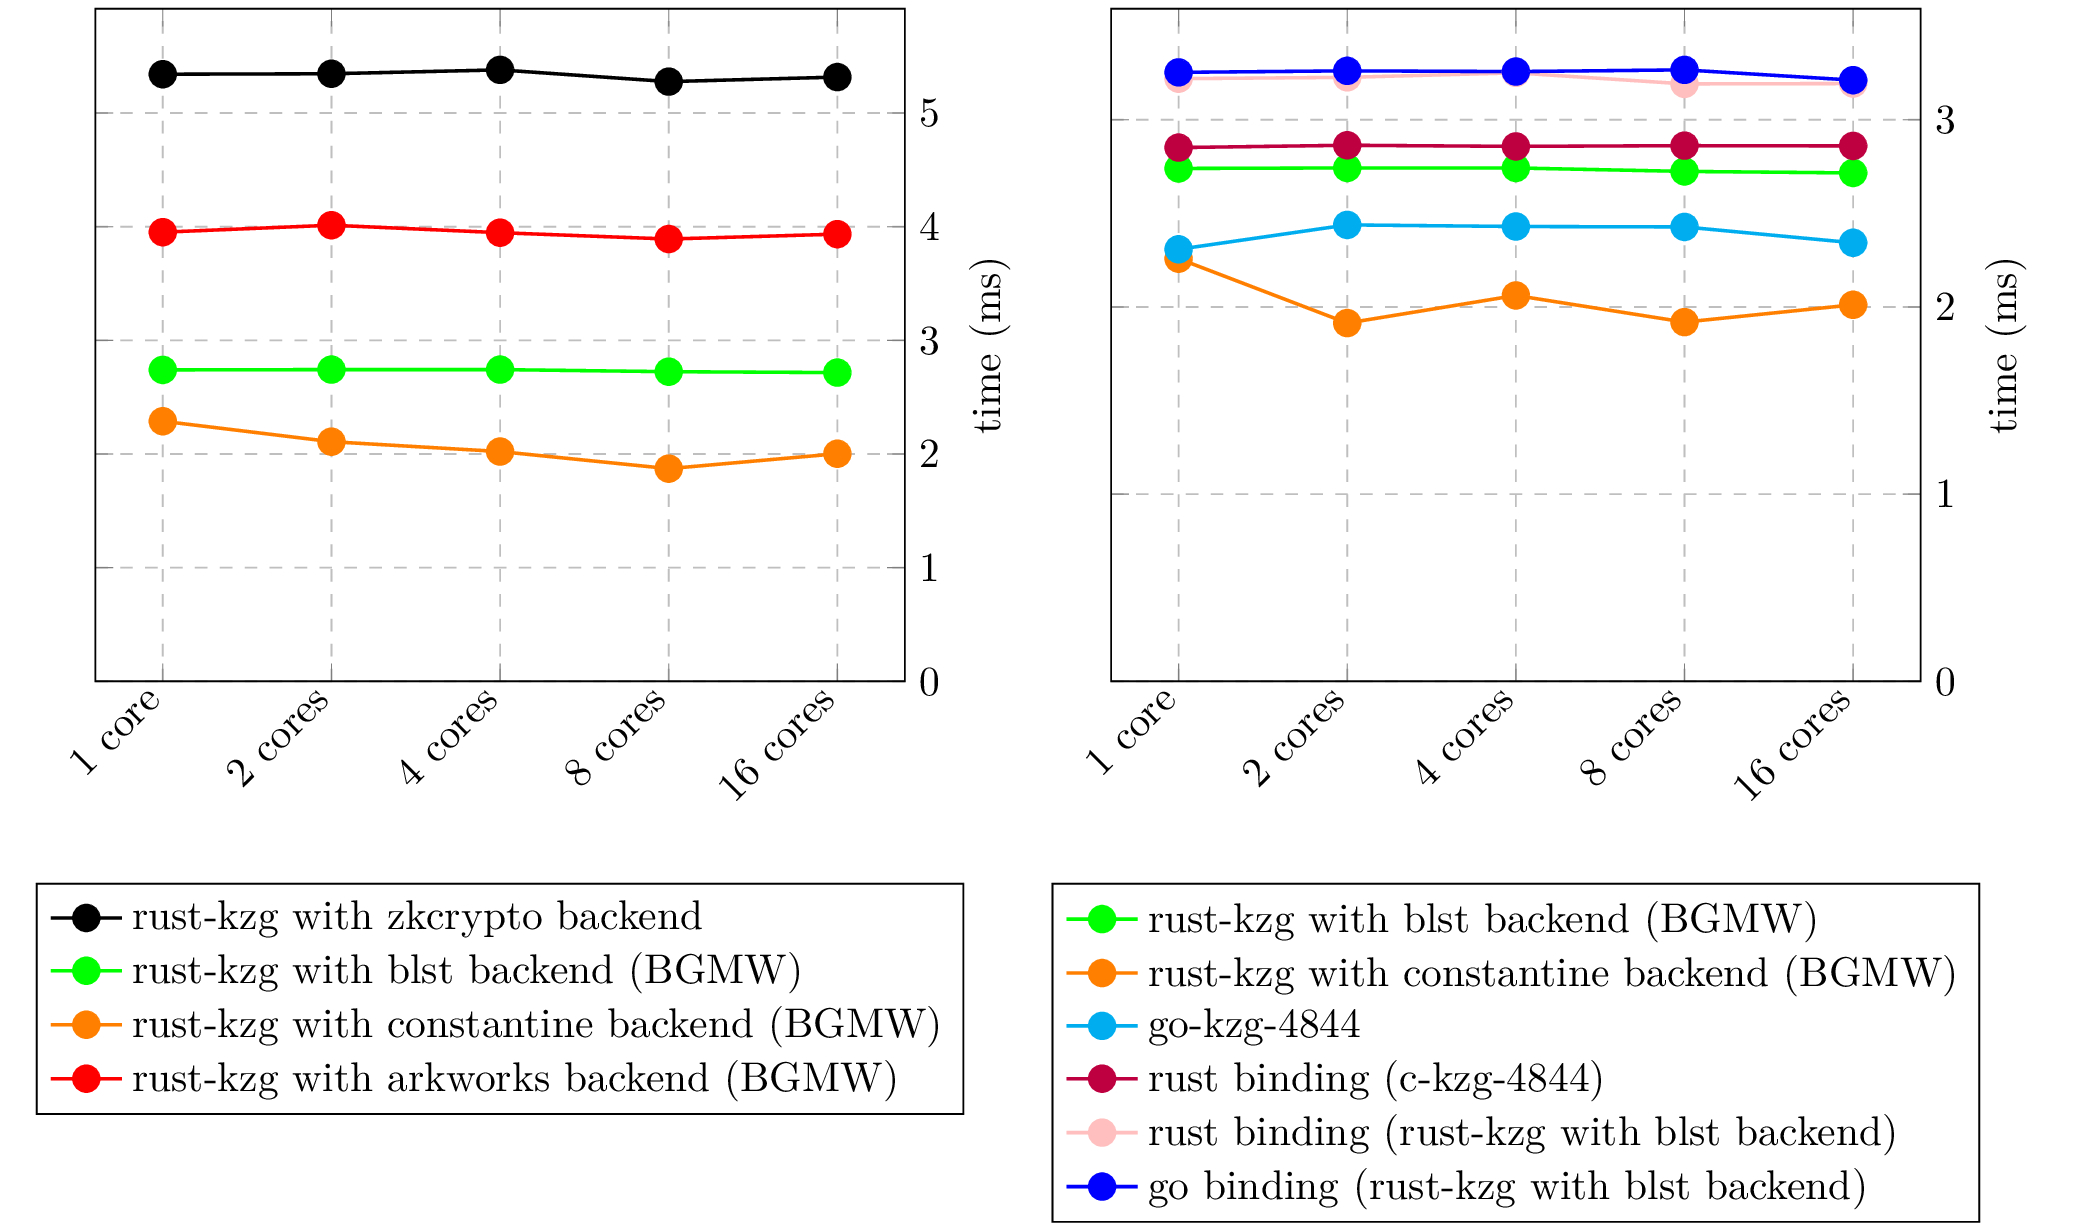 5
4
3
2
1
0
time (ms)
1 core
2 cores
4 cores
8 cores
16 cores
rust-kzg with zkcrypto backend
rust-kzg with blst backend (BGMW)
rust-kzg with constantine backend (BGMW)
rust-kzg with arkworks backend (BGMW)
3
2
1
0
time (ms)
1 core
2 cores
4 cores
8 cores
16 cores
rust-kzg with blst backend (BGMW)
rust-kzg with constantine backend (BGMW)
go-kzg-4844
rust binding (c-kzg-4844)
rust binding (rust-kzg with blst backend)
go binding (rust-kzg with blst backend)